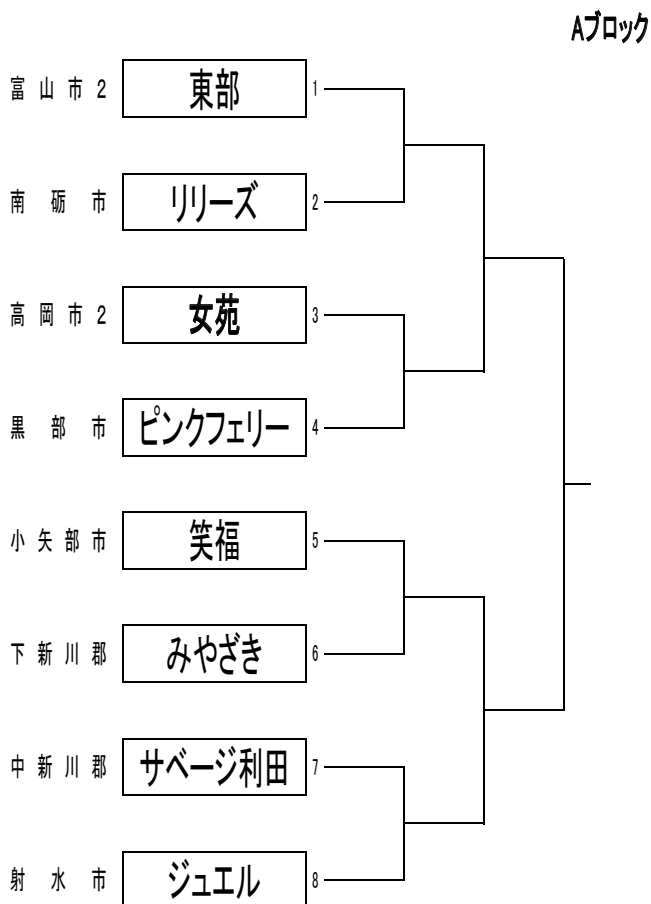 Aブロック
富山市2 東部 1
南砺市 リリーズ 2
高岡市2 女苑 3
黒部市 ピンクフェリー 4
小矢部市 笑福 5
下新川郡 みやざき 6
中新川郡 サベージ利田 7
射水市 ジュエル 8